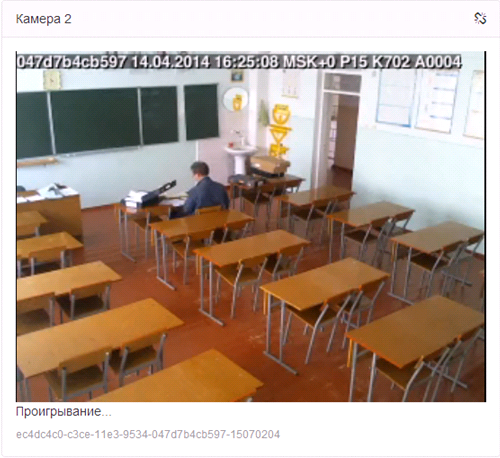 Камера 2
047d7b4cb597 14.04.2014 16:25:08 MSK+0 P15 K702 A0004
Проигрывание...
ec4dc4c0-c3ce-11e3-9534-047d7b4cb597-15070204